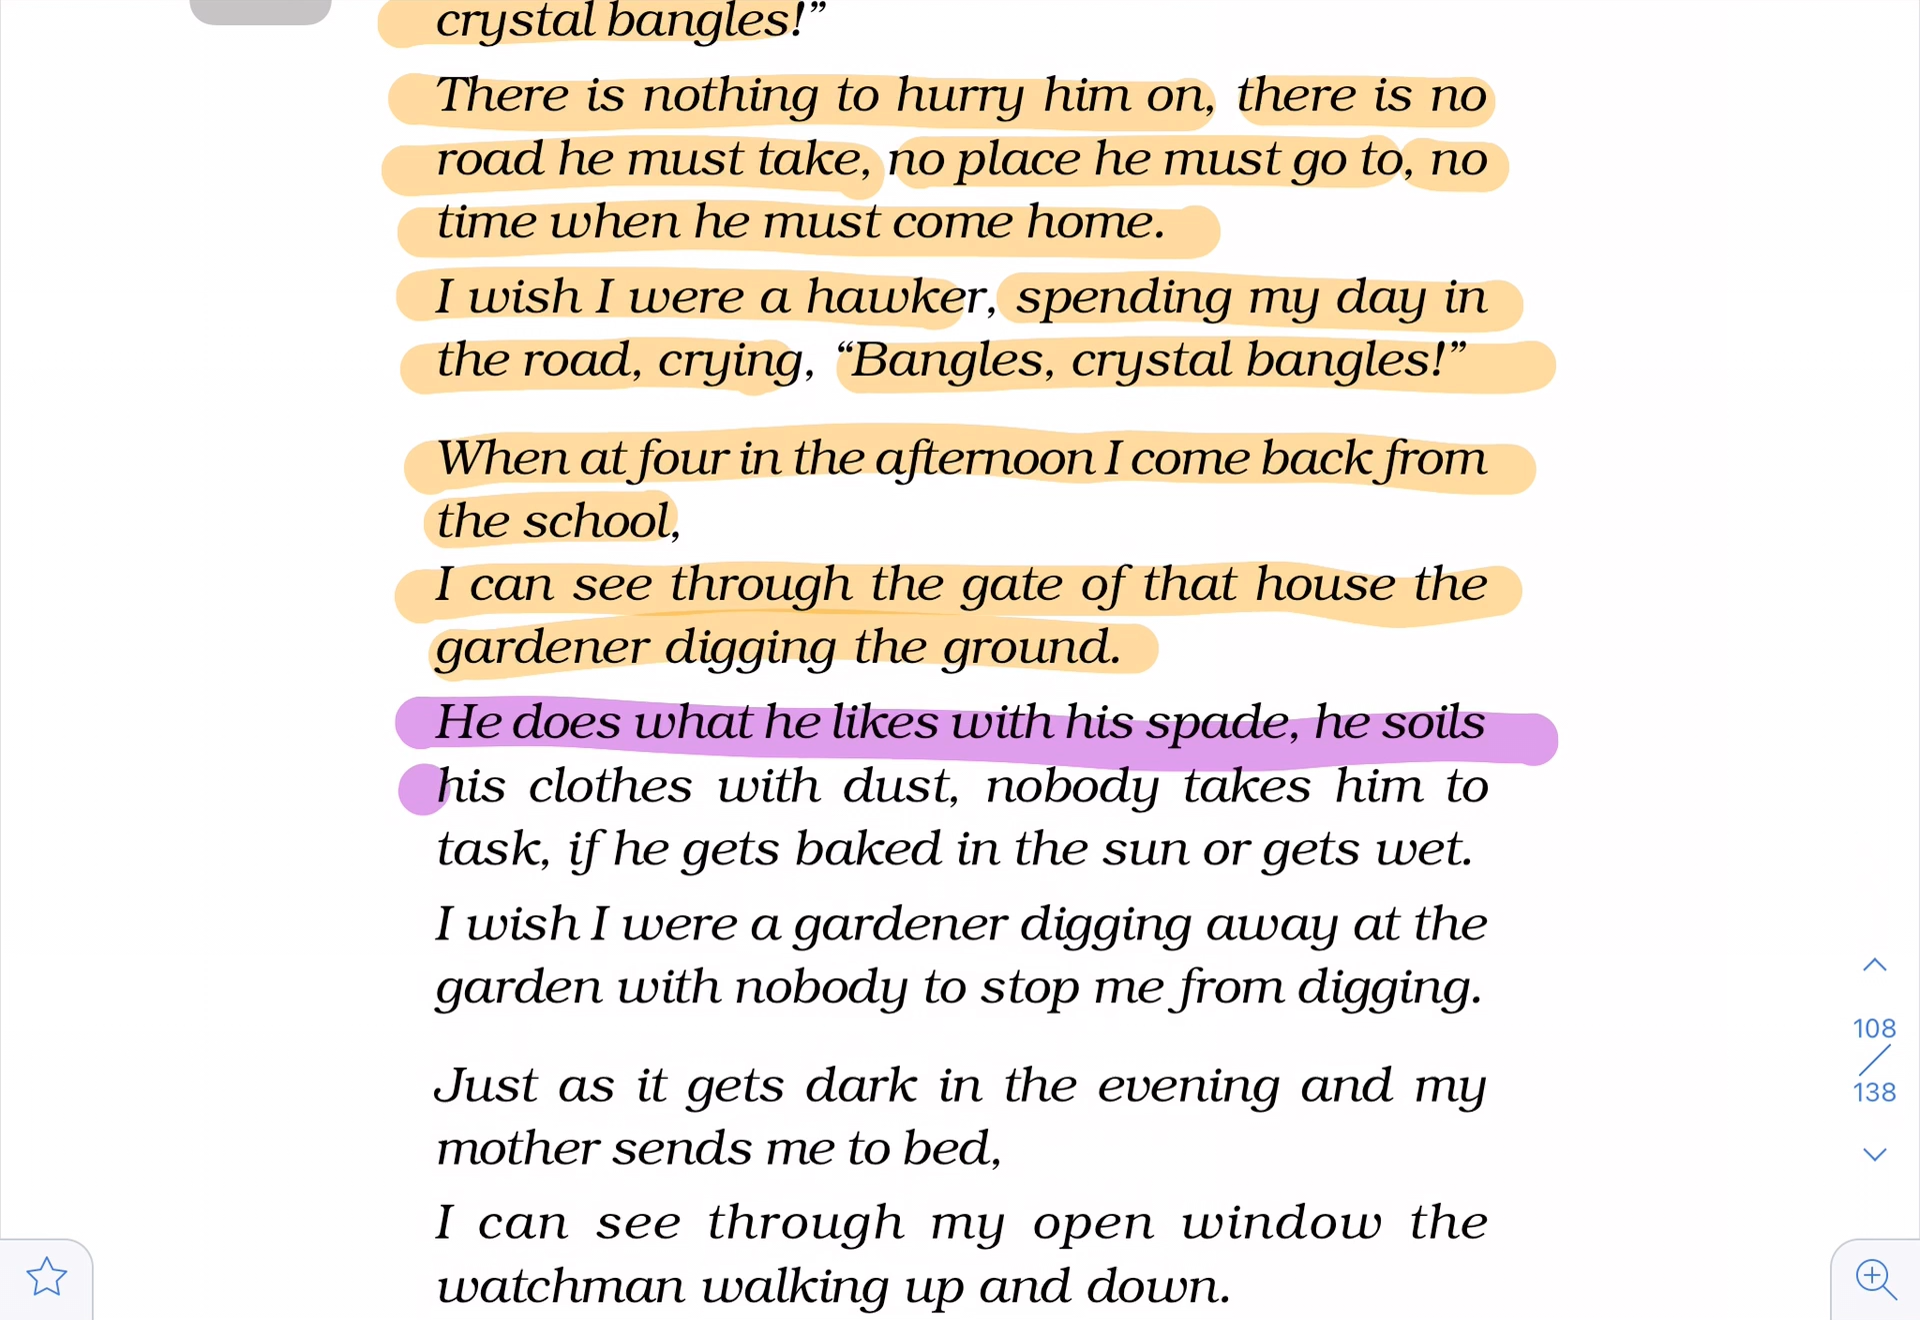 crystal bangles!”
There is nothing to hurry him on, there is no
road he must take, no place he must go to, no
time when he must come home.
I wish I were a hawker, spending my day in
the road, crying, “Bangles, crystal bangles!”
When at four in the afternoon I come back from
the school,
I can see through the gate of that house the
gardener digging the ground.
He does what he likes with his spade, he soils
his clothes with dust, nobody takes him to
task, if he gets baked in the sun or gets wet.
I wish I were a gardener digging away at the
garden with nobody to stop me from digging.
Just as it gets dark in the evening and my
mother sends me to bed,
I can see through my open window the
watchman walking up and down.
108
138